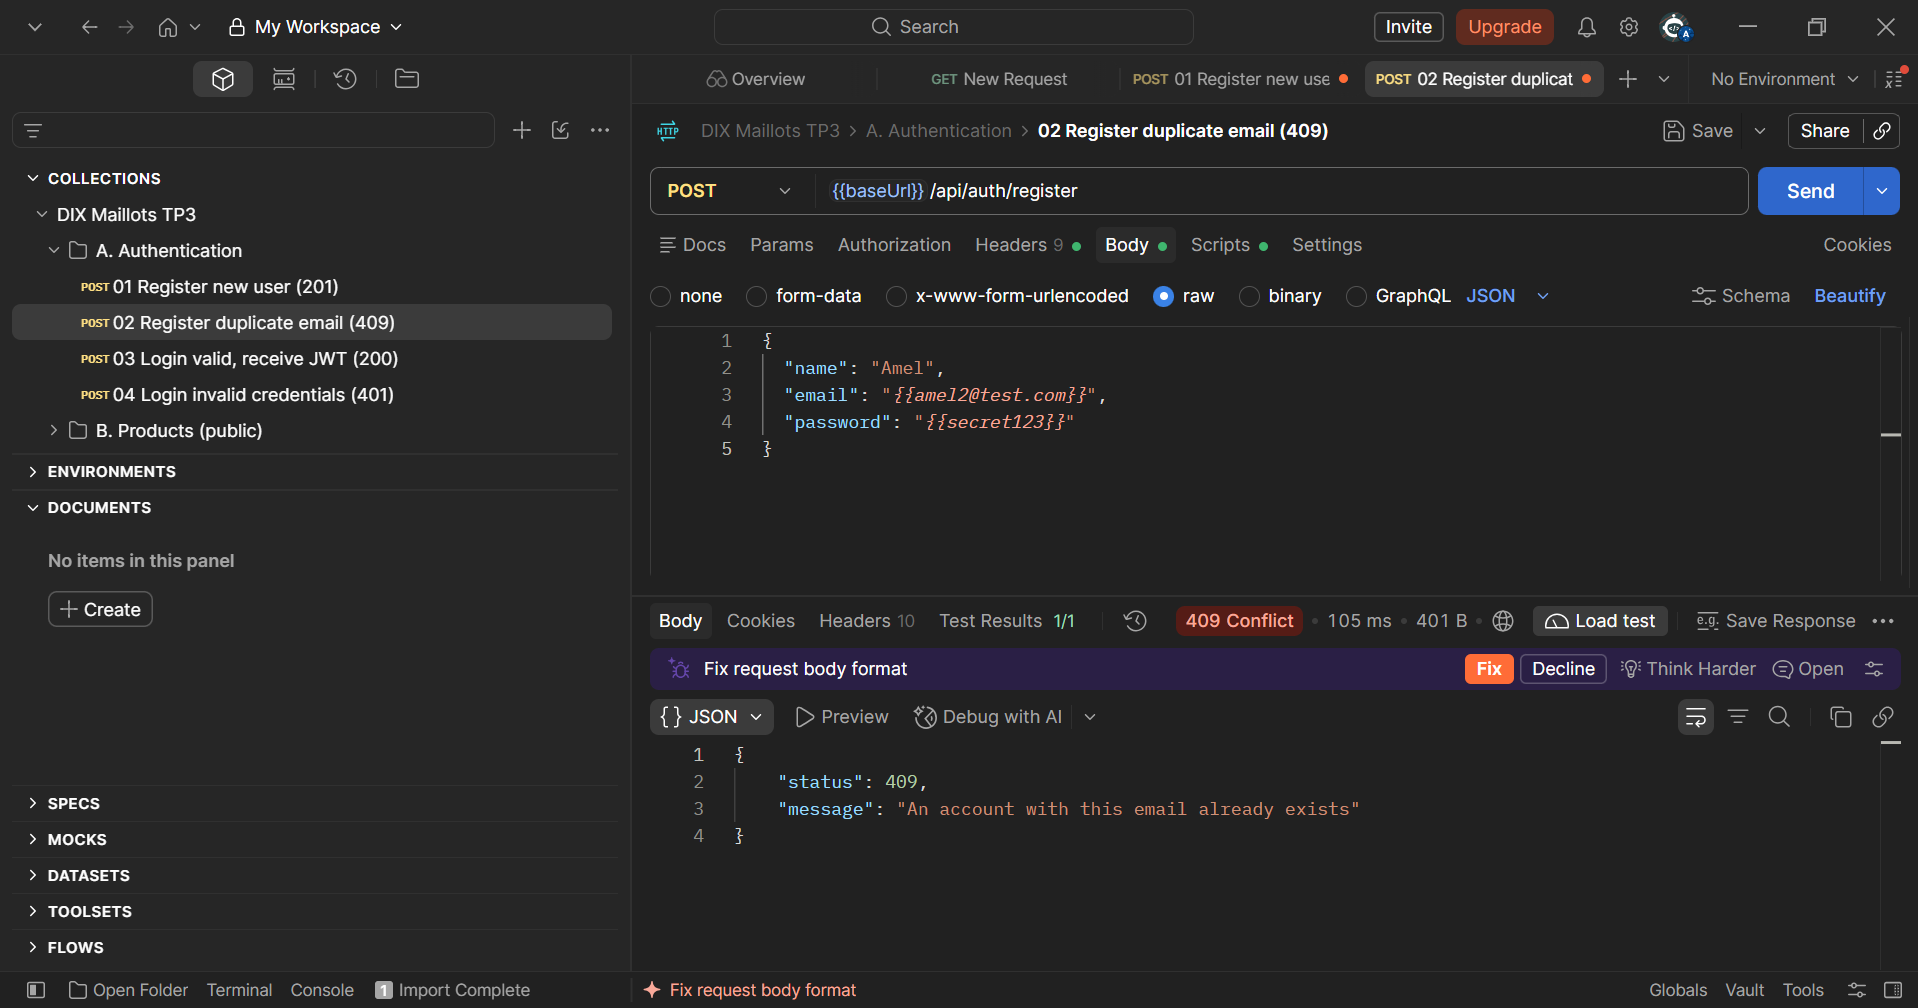 My Workspace
Search
Invite
Upgrade
Overview
GET New Request
POST 01 Register new use
POST 02 Register duplicat
No Environment
HTTP
DIX Maillots TP3 > A. Authentication > 02 Register duplicate email (409)
Save
Share
COLLECTIONS
DIX Maillots TP3
A. Authentication
POST 01 Register new user (201)
POST 02 Register duplicate email (409)
POST 03 Login valid, receive JWT (200)
POST 04 Login invalid credentials (401)
B. Products (public)
ENVIRONMENTS
DOCUMENTS
No items in this panel
Create
SPECS
MOCKS
DATASETS
TOOLSETS
FLOWS
POST
{{baseUrl}} /api/auth/register
Send
Docs
Params
Authorization
Headers 9
Body
Scripts
Settings
Cookies
none
form-data
x-www-form-urlencoded
raw
binary
GraphQL
JSON
Schema
Beautify
1 {
2 "name": "Amel",
3 "email": "{{amel2@test.com}}",
4 "password": "{{secret123}}"
5 }
Body
Cookies
Headers 10
Test Results 1/1
409 Conflict
105 ms
401 B
Load test
e.g. Save Response
Fix request body format
Fix
Decline
Think Harder
Open
{} JSON
Preview
Debug with AI
1 {
2 "status": 409,
3 "message": "An account with this email already exists"
4 }
Open Folder
Terminal
Console
1 Import Complete
Fix request body format
Globals
Vault
Tools